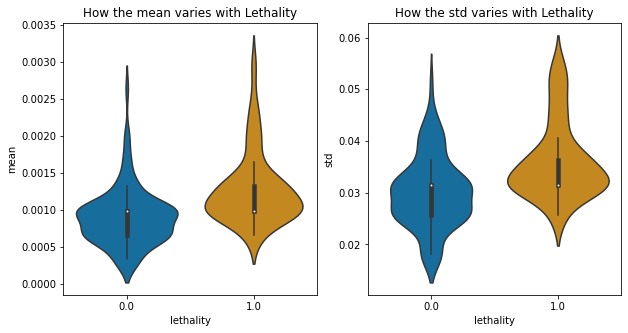 How the mean varies with Lethality
0.0035
0.0030
0.0025
0.0020
0.0015
0.0010
0.0005
0.0000
mean
0.0
1.0
lethality
How the std varies with Lethality
0.06
0.05
0.04
0.03
0.02
std
0.0
1.0
lethality